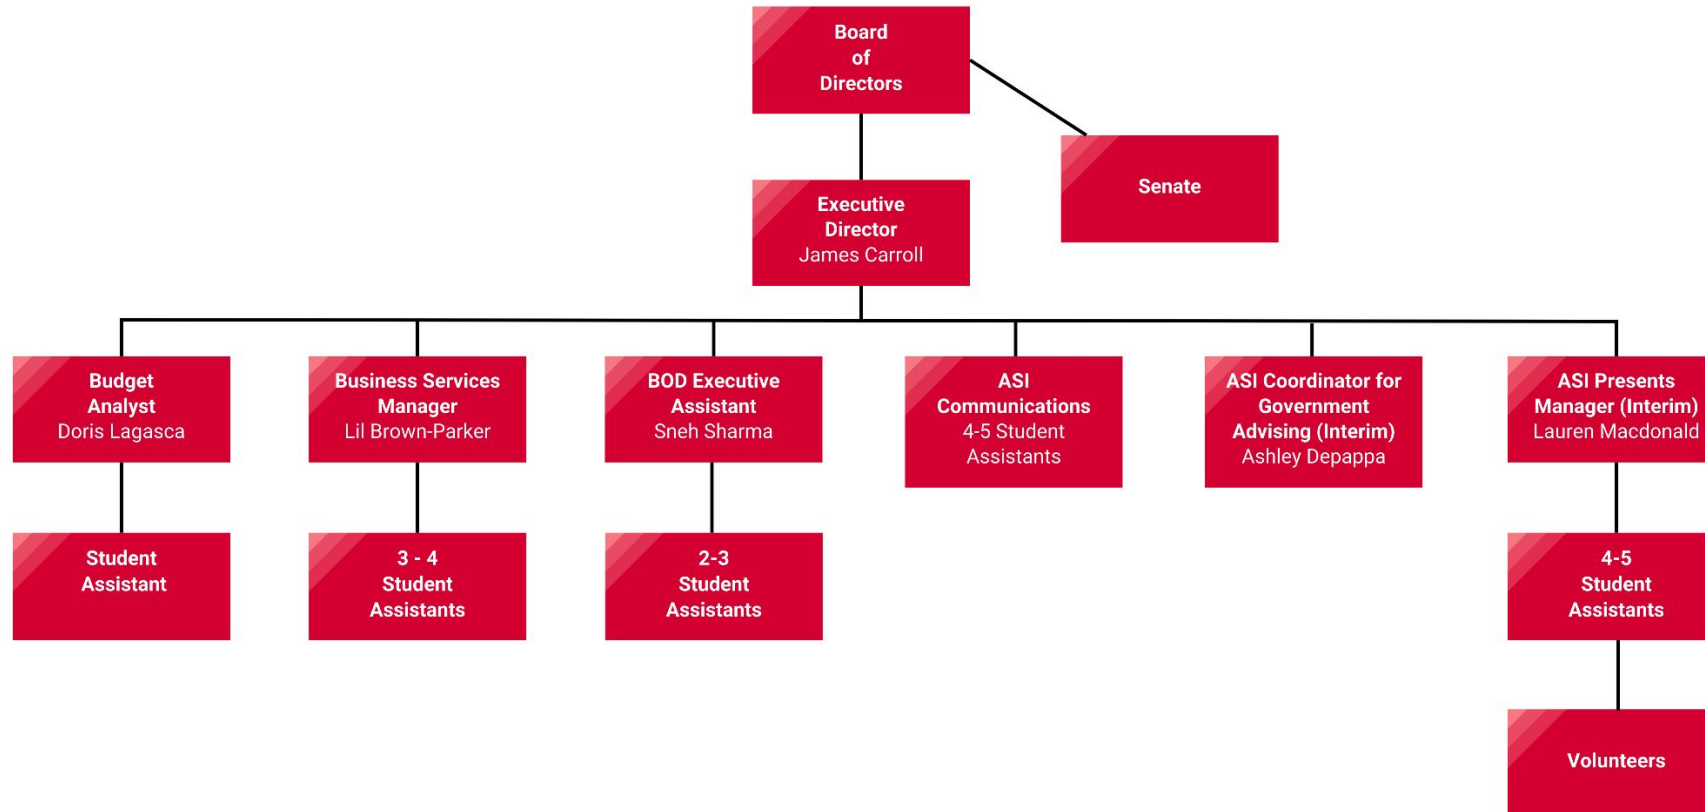 Board
of
Directors
Senate
Executive
Director
James Carroll
Budget
Analyst
Doris Lagasca
Business Services
Manager
Lil Brown-Parker
BOD Executive
Assistant
Sneh Sharma
ASI
Communications
4-5 Student
Assistants
ASI Coordinator for
Government
Advising (Interim)
Ashley Depappa
ASI Presents
Manager (Interim)
Lauren Macdonald
Student
Assistant
3 - 4
Student
Assistants
2-3
Student
Assistants
4-5
Student
Assistants
Volunteers